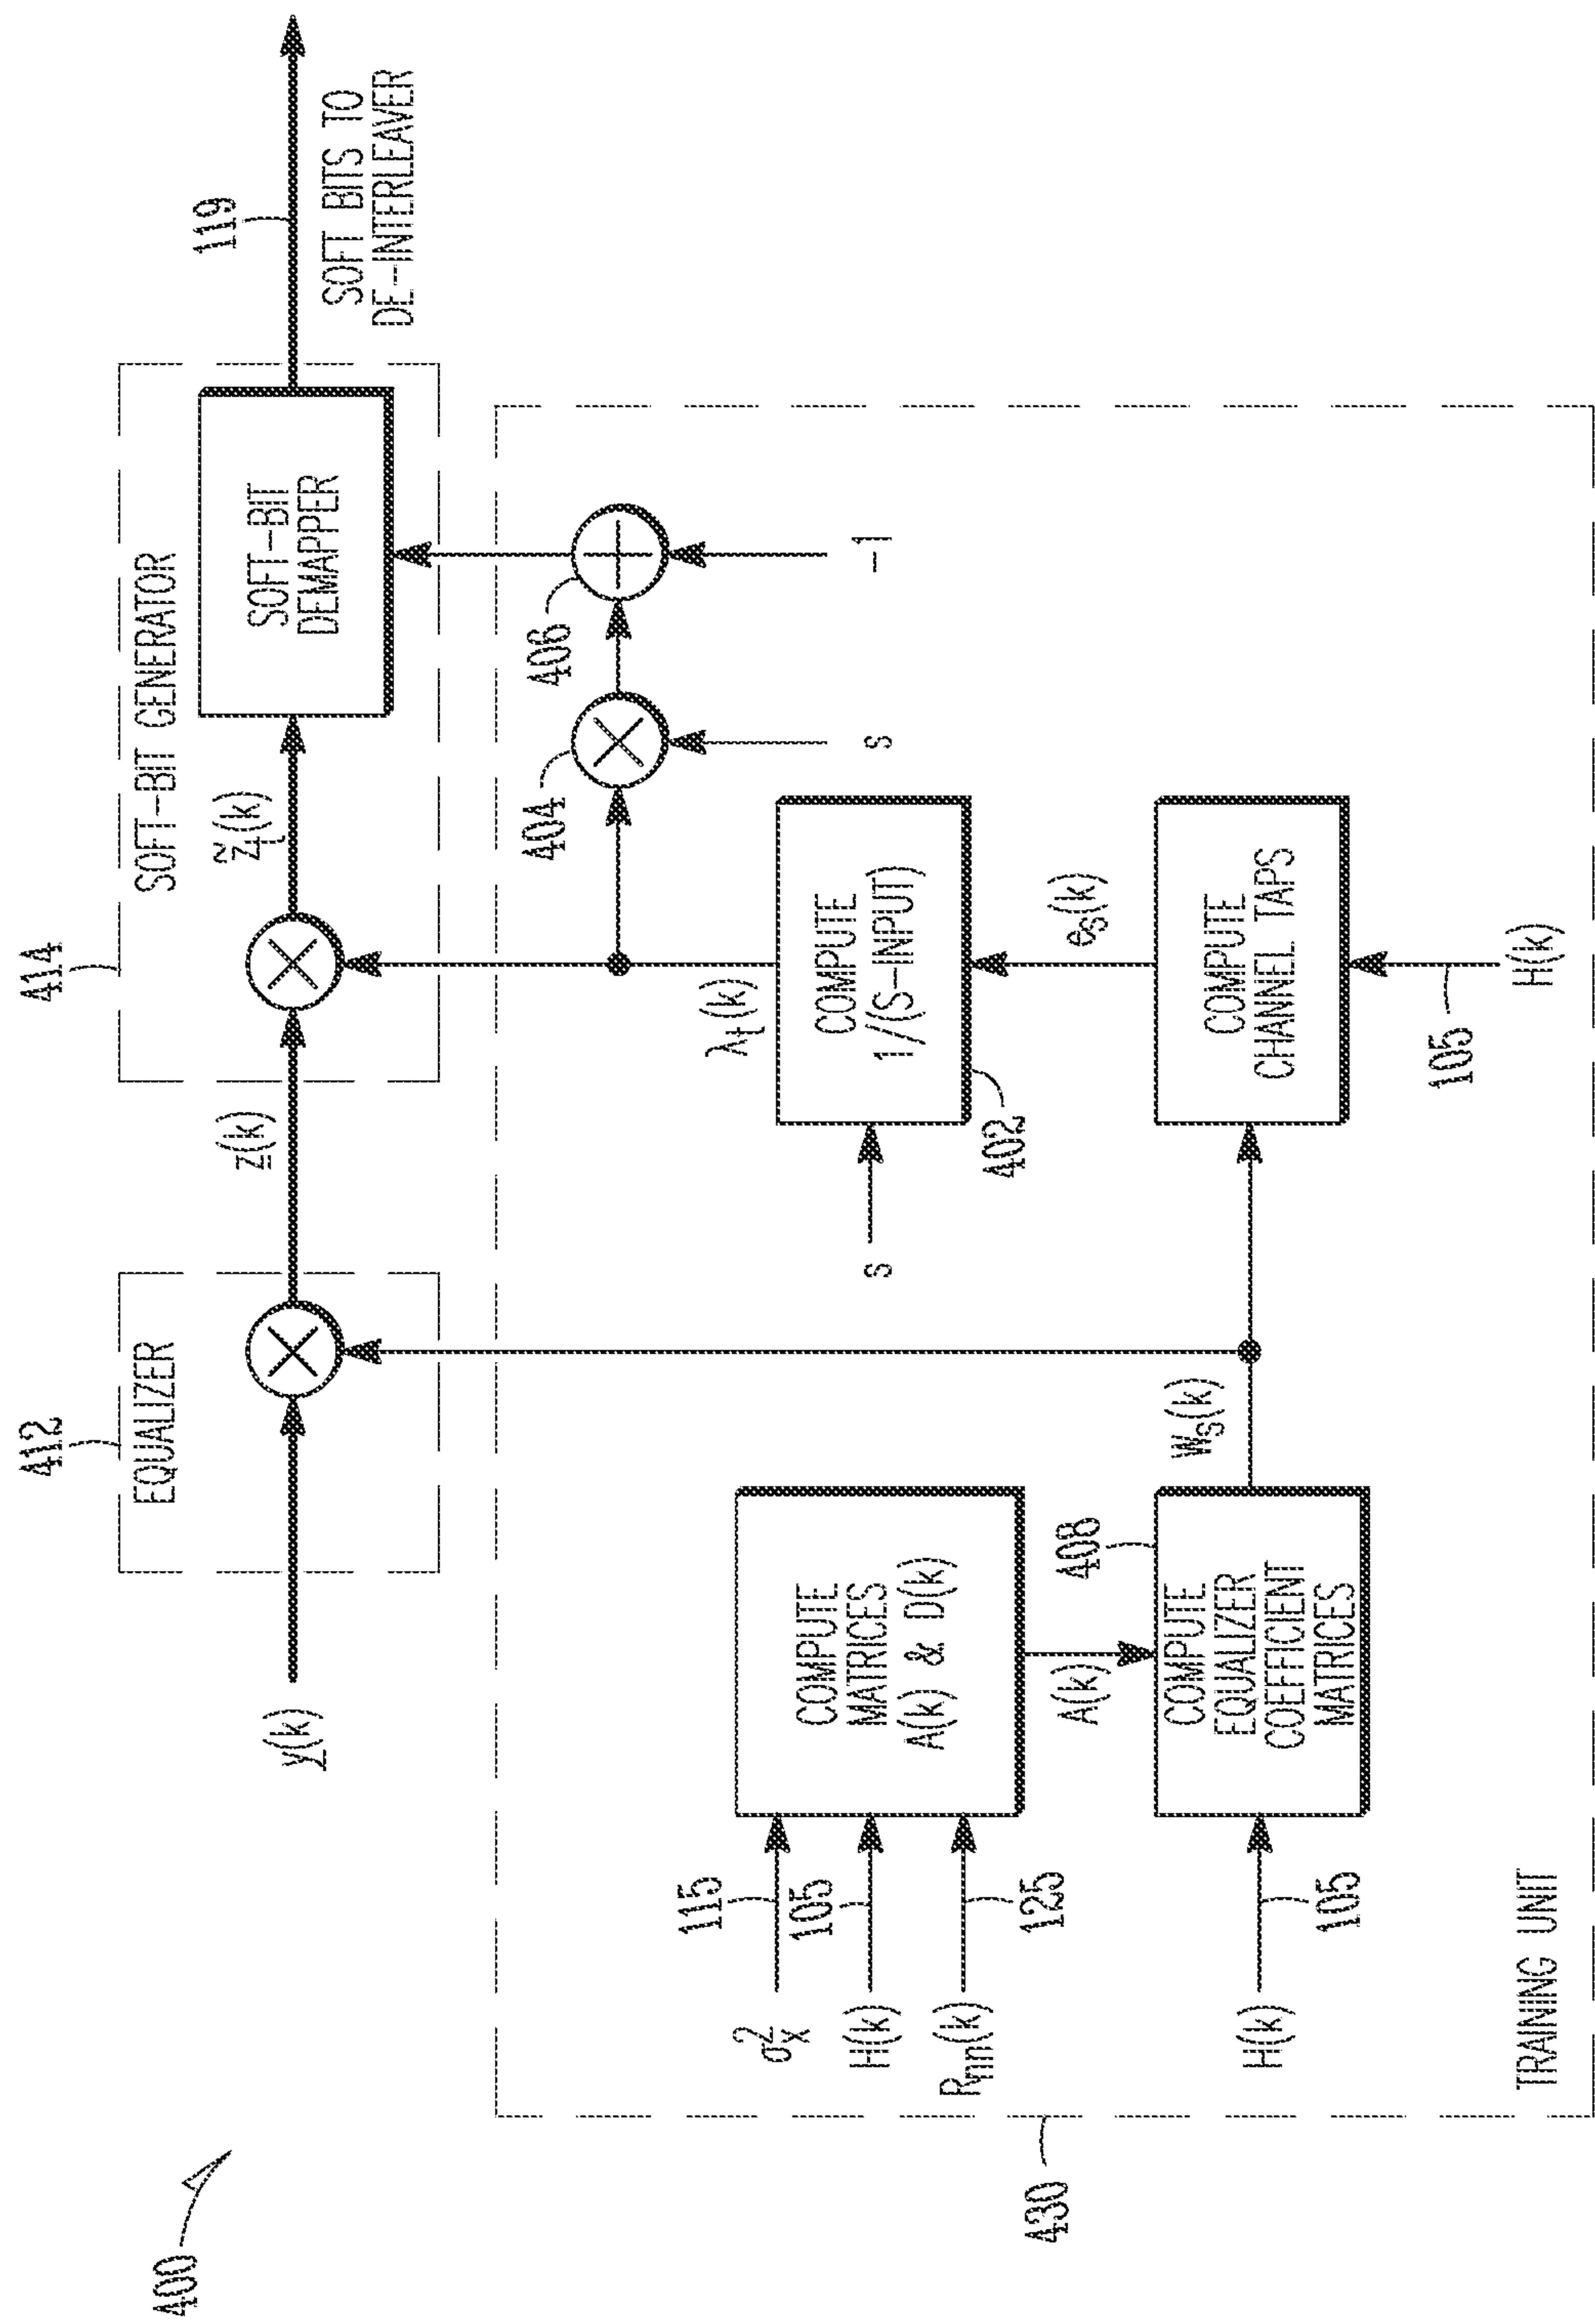 400
412
EQUALIZER
414
SOFT-BIT GENERATOR
y(k)
z(k)
z̃ₜ(k)
SOFT-BIT
DEMAPPER
119
SOFT BITS TO
DE-INTERLEAVER
430
σ²ₓ
115
H(k)
105
Rₙₙ(k)
125
COMPUTE
MATRICES
A(k) & D(k)
A(k)
408
H(k)
105
COMPUTE
EQUALIZER
COEFFICIENT
MATRICES
Wₛ(k)
s
COMPUTE
1/(S-INPUT)
402
λₜ(k)
eₛ(k)
COMPUTE
CHANNEL TAPS
105
H(k)
404
s
406
-1
TRAINING UNIT